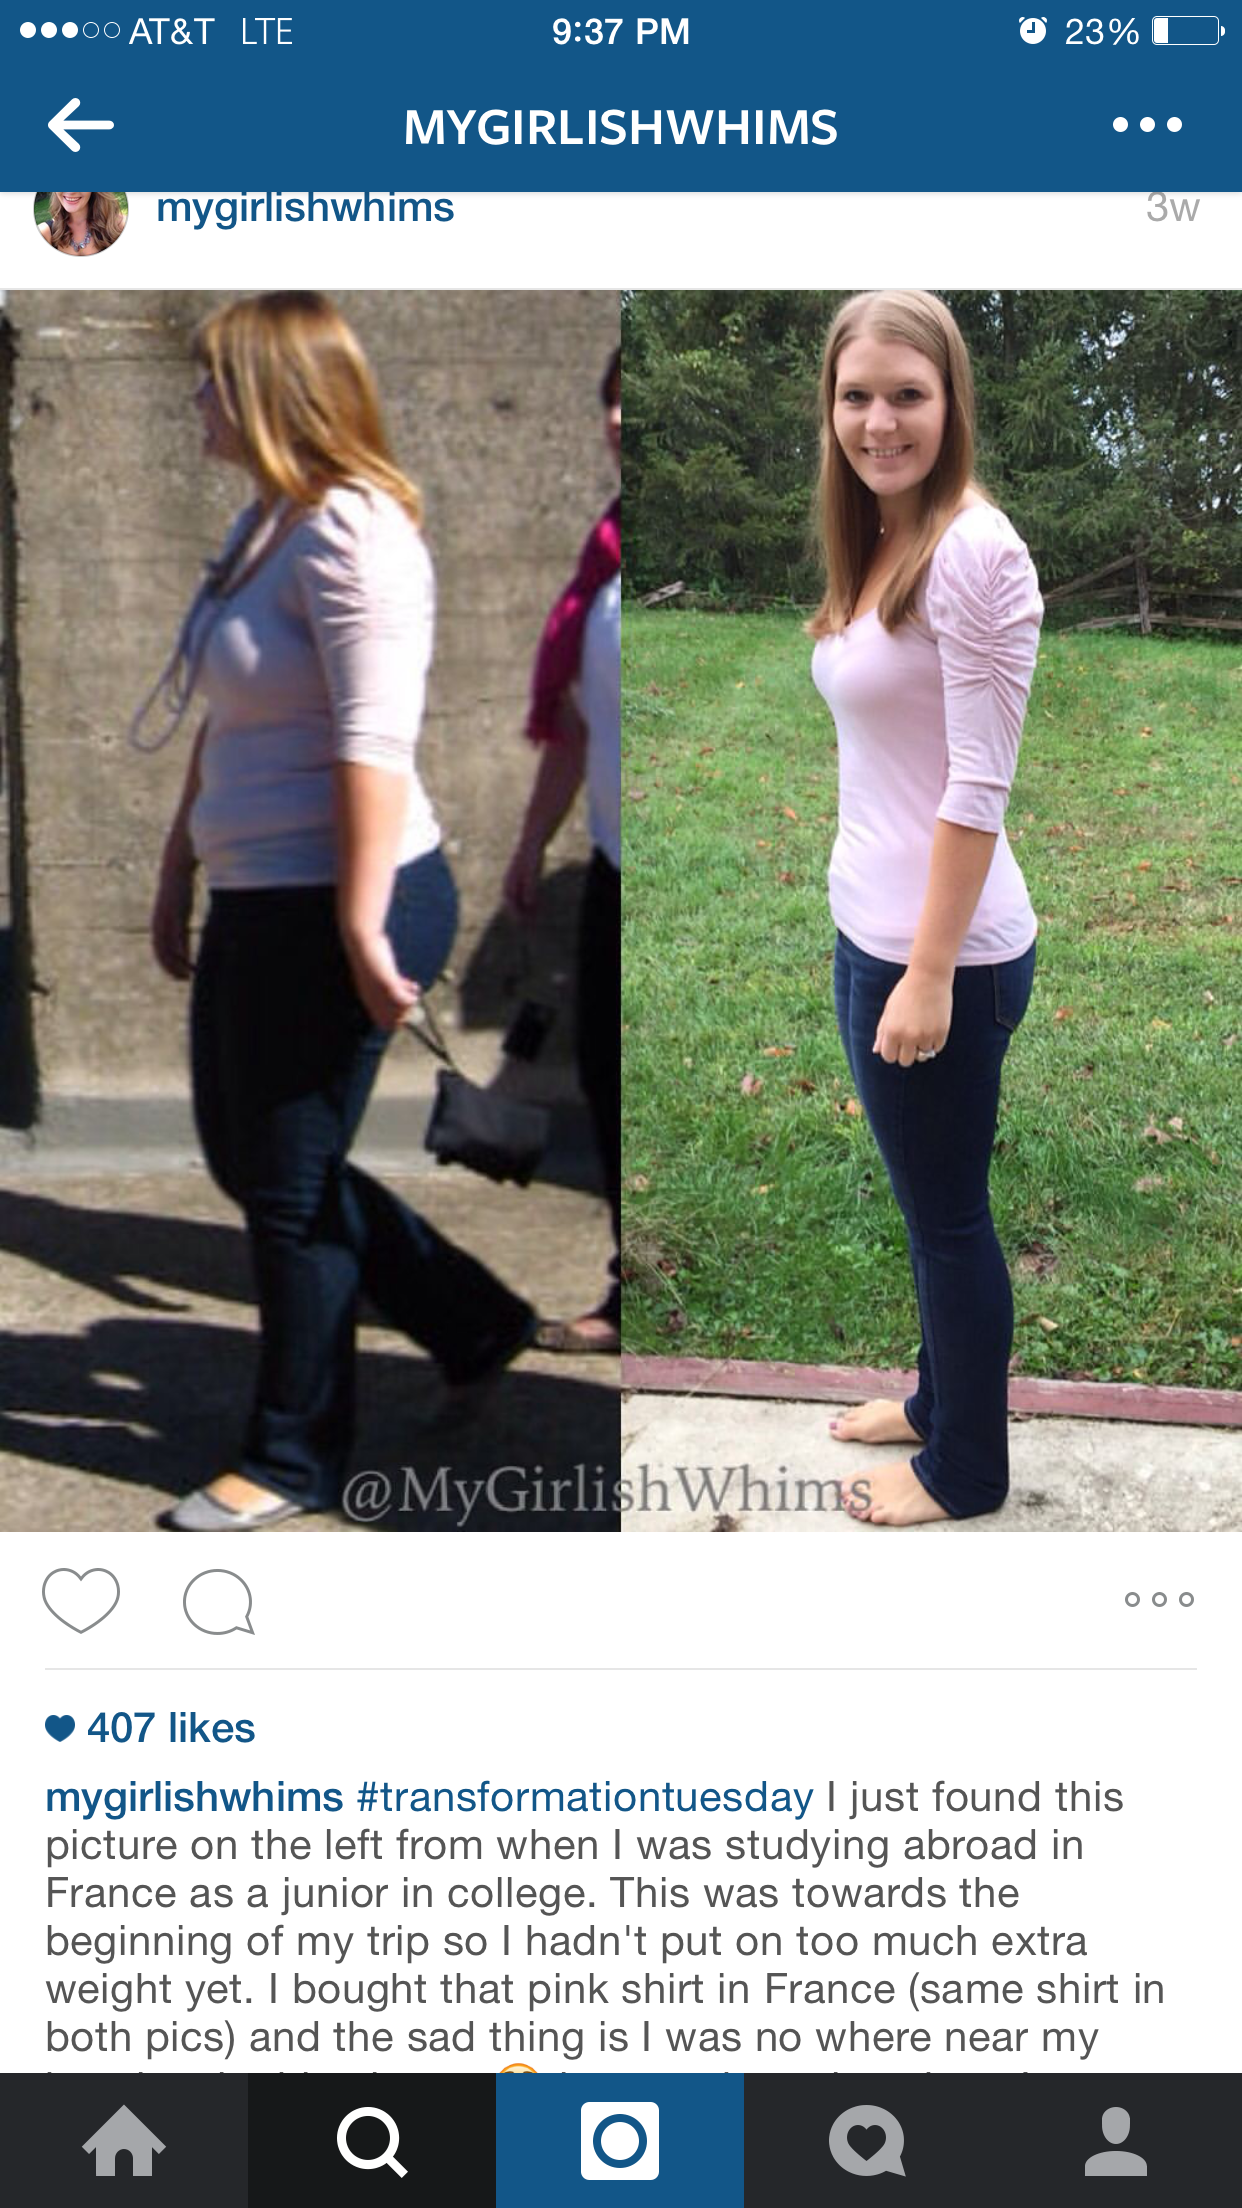 AT&T LTE 9:37 PM 23%
MYGIRLISHWHIMS
mygirlishwhims 3w
@MyGirlishWhims
407 likes
mygirlishwhims #transformationtuesday I just found this
picture on the left from when I was studying abroad in
France as a junior in college. This was towards the
beginning of my trip so I hadn't put on too much extra
weight yet. I bought that pink shirt in France (same shirt in
both pics) and the sad thing is I was no where near my